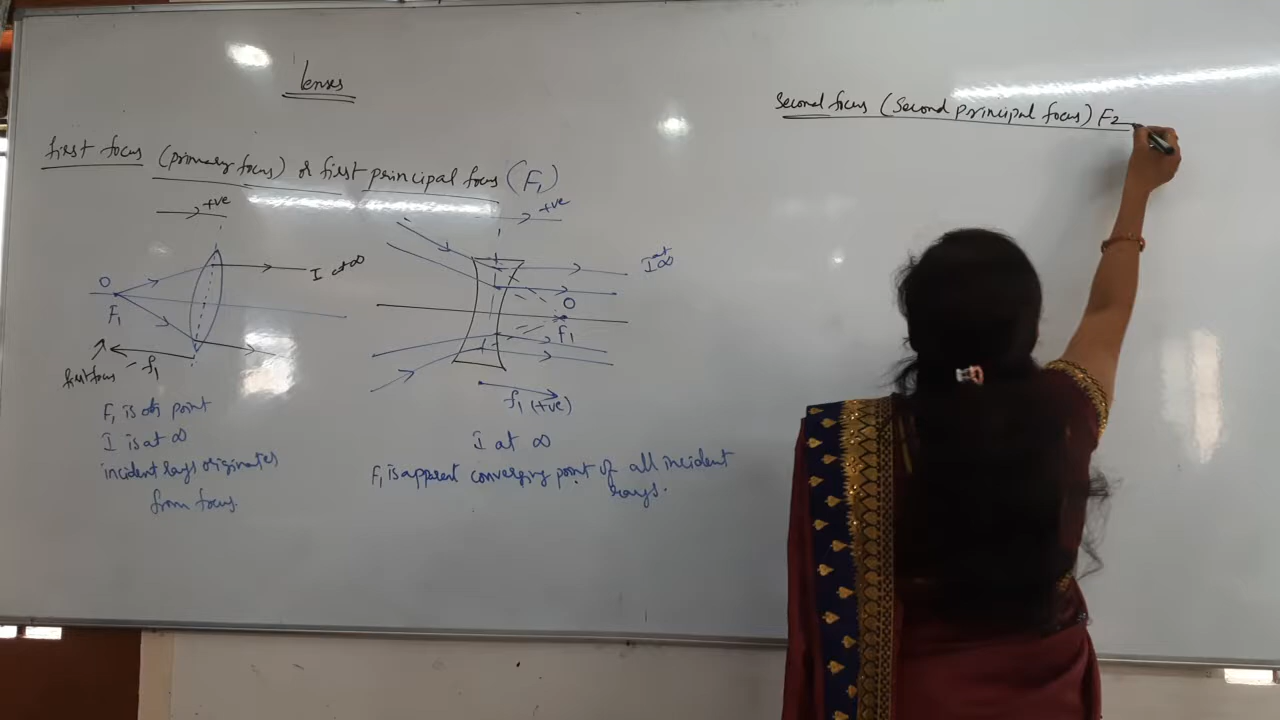 Lenses
first focus (primary focus) or first principal focus (F₁)
+ve
O
I at ∞
F₁
first focus
- f₁
F₁ is obj point
I is at ∞
incident rays originates
from focus.
+ve
I at ∞
O
f₁
f₁ (+ve)
I at ∞
F₁ is apparent converging point of all incident
rays.
Second focus (Second principal focus) F₂